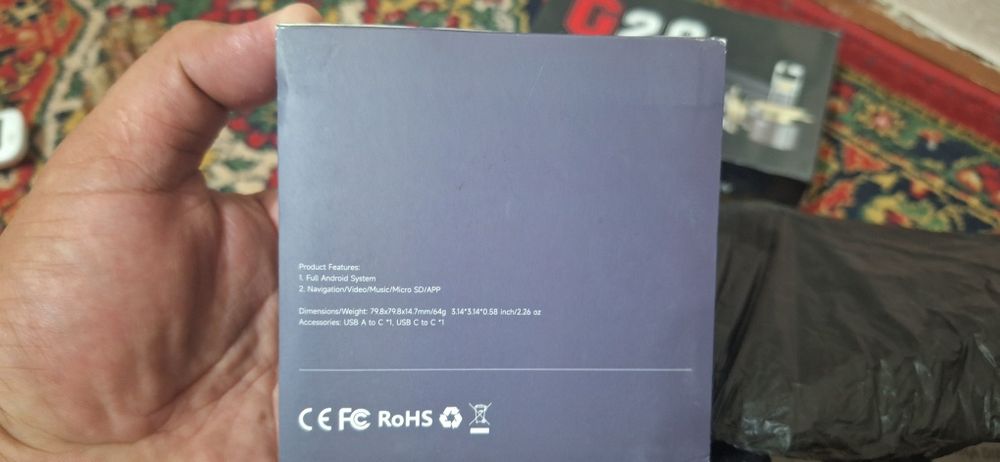 G20
Product Features:
1. Full Android System
2. Navigation/Video/Music/Micro SD/APP
Dimensions/Weight: 79.8x79.8x14.7mm/64g 3.14*3.14*0.58 inch/2.26 oz
Accessories: USB A to C *1, USB C to C *1
CE FC RoHS